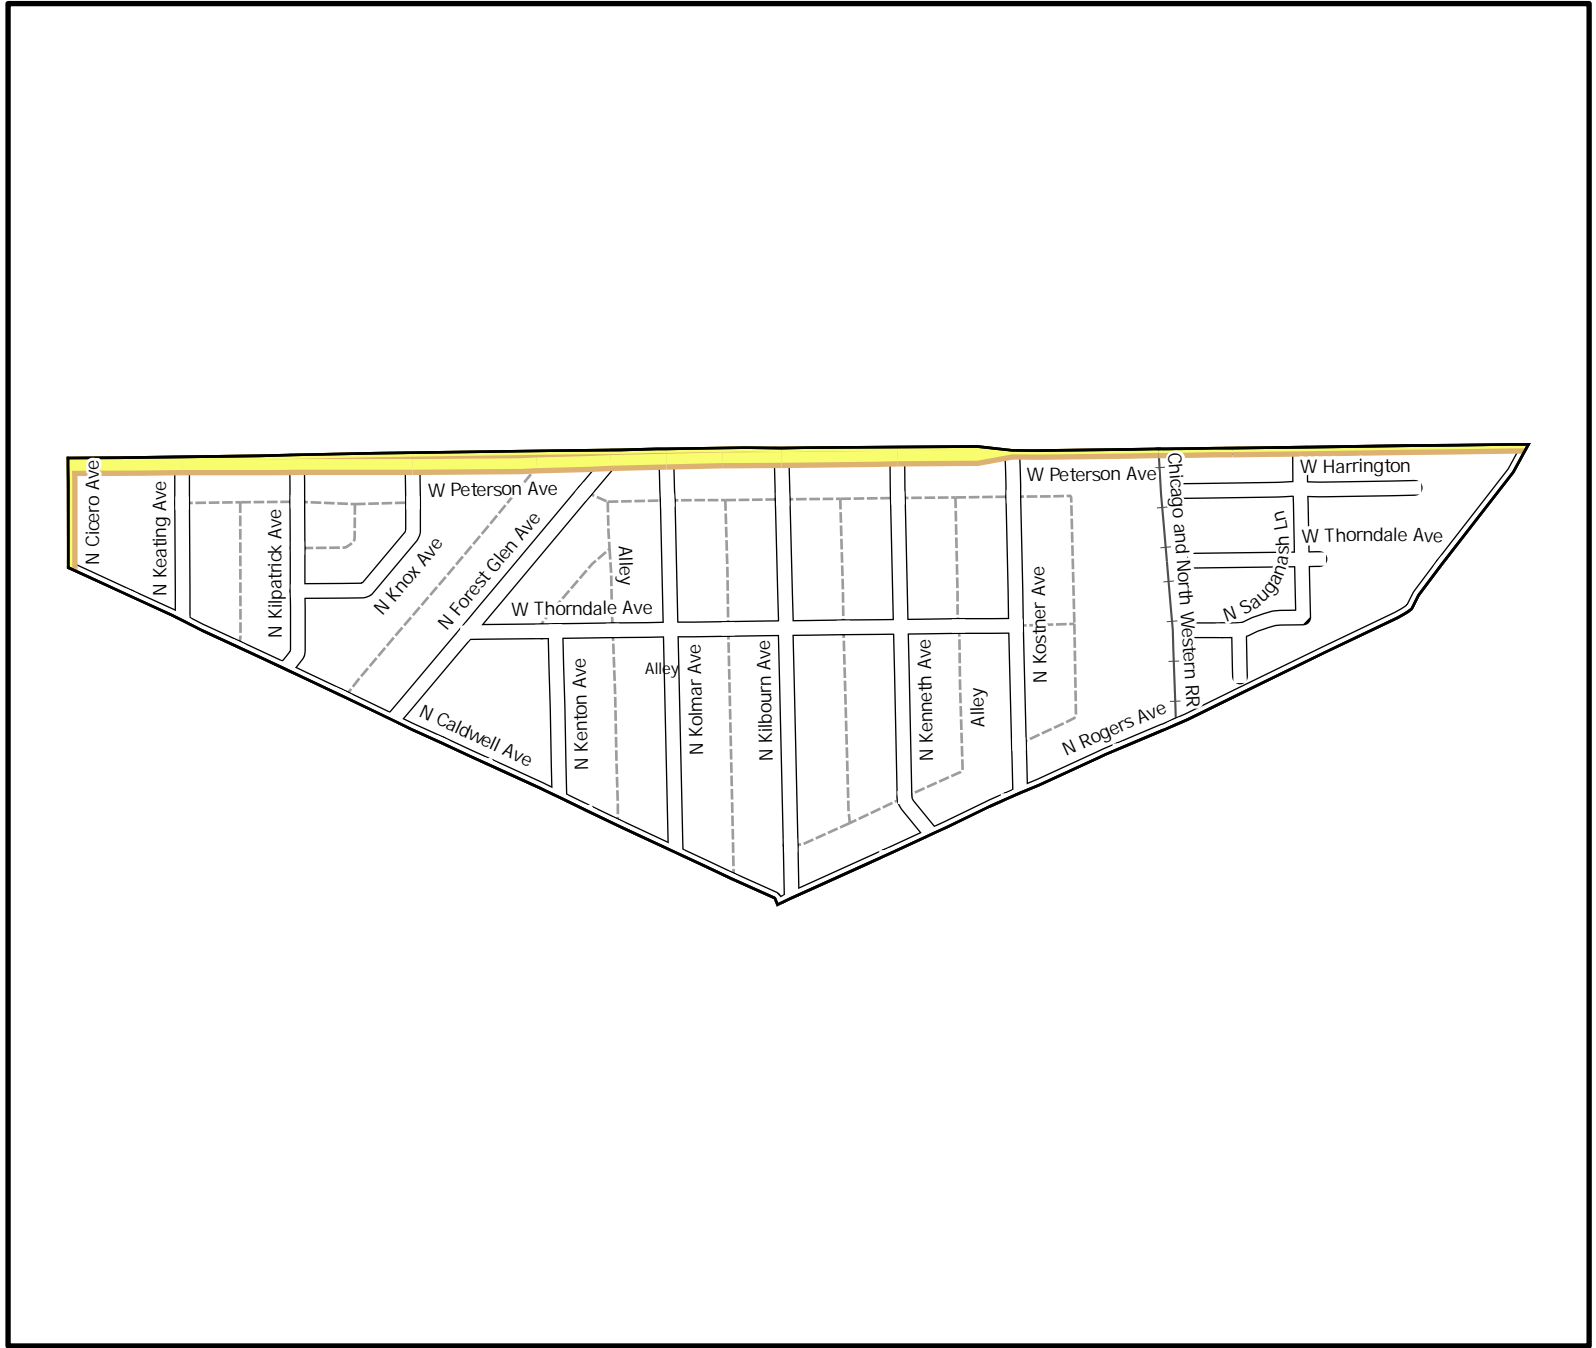 N Cicero Ave
N Keating Ave
N Kilpatrick Ave
W Peterson Ave
N Knox Ave
N Forest Glen Ave
Alley
W Thorndale Ave
Alley
N Caldwell Ave
N Kenton Ave
N Kolmar Ave
N Kilbourn Ave
N Kenneth Ave
Alley
N Kostner Ave
W Peterson Ave
Chicago and North Western RR
N Rogers Ave
W Harrington
W Thorndale Ave
N Sauganash Ln